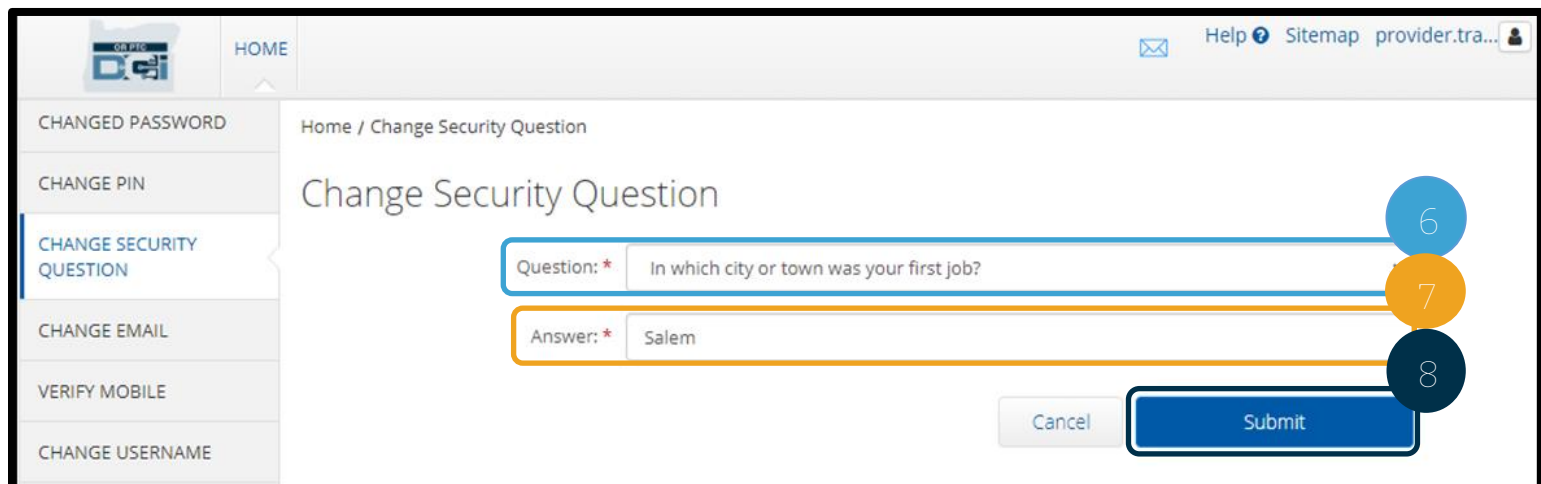 OR PTC
DCi
HOME
Help
Sitemap
provider.tra...
CHANGED PASSWORD
CHANGE PIN
CHANGE SECURITY
QUESTION
CHANGE EMAIL
VERIFY MOBILE
CHANGE USERNAME
Home / Change Security Question
Change Security Question
6
Question: * In which city or town was your first job?
7
Answer: * Salem
8
Cancel
Submit